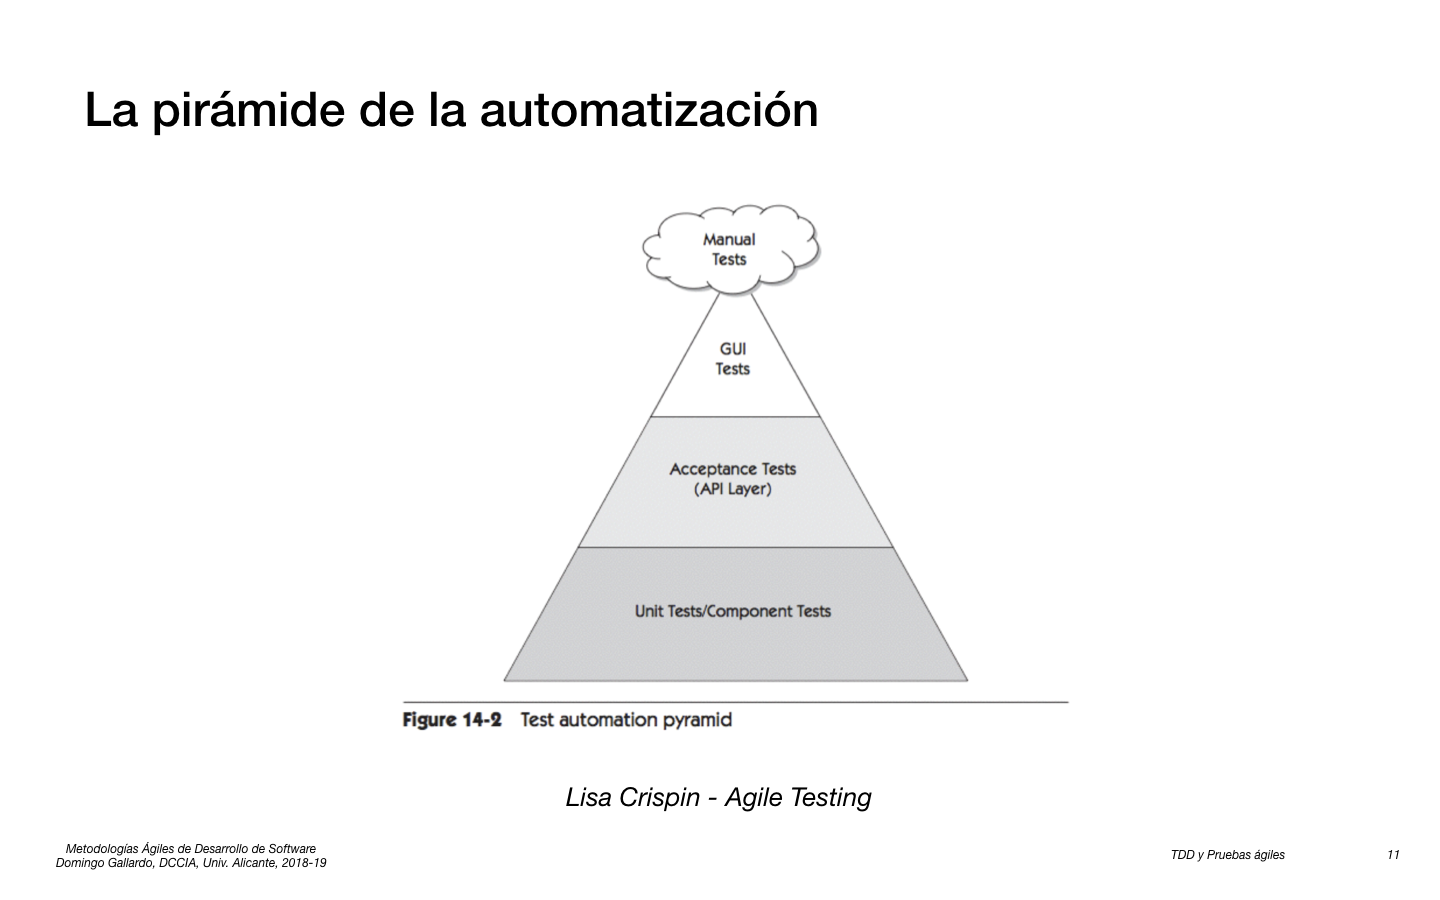 La pirámide de la automatización
Manual
Tests
GUI
Tests
Acceptance Tests
(API Layer)
Unit Tests/Component Tests
Figure 14-2 Test automation pyramid
Lisa Crispin - Agile Testing
Metodologías Ágiles de Desarrollo de Software
Domingo Gallardo, DCCIA, Univ. Alicante, 2018-19
TDD y Pruebas ágiles
11